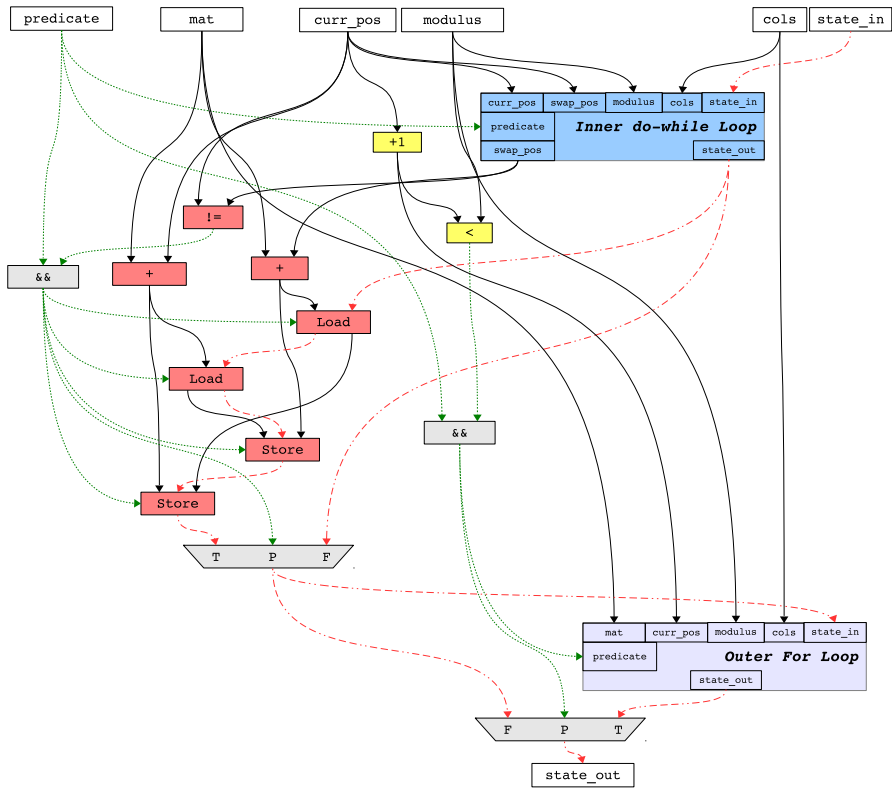 predicate mat curr_pos modulus cols state_in
curr_pos swap_pos modulus cols state_in
predicate Inner do-while Loop
swap_pos state_out
+1
!=
<
+
+
&&
Load
Load
&&
Store
Store
T P F
mat curr_pos modulus cols state_in
predicate Outer For Loop
state_out
F P T
state_out